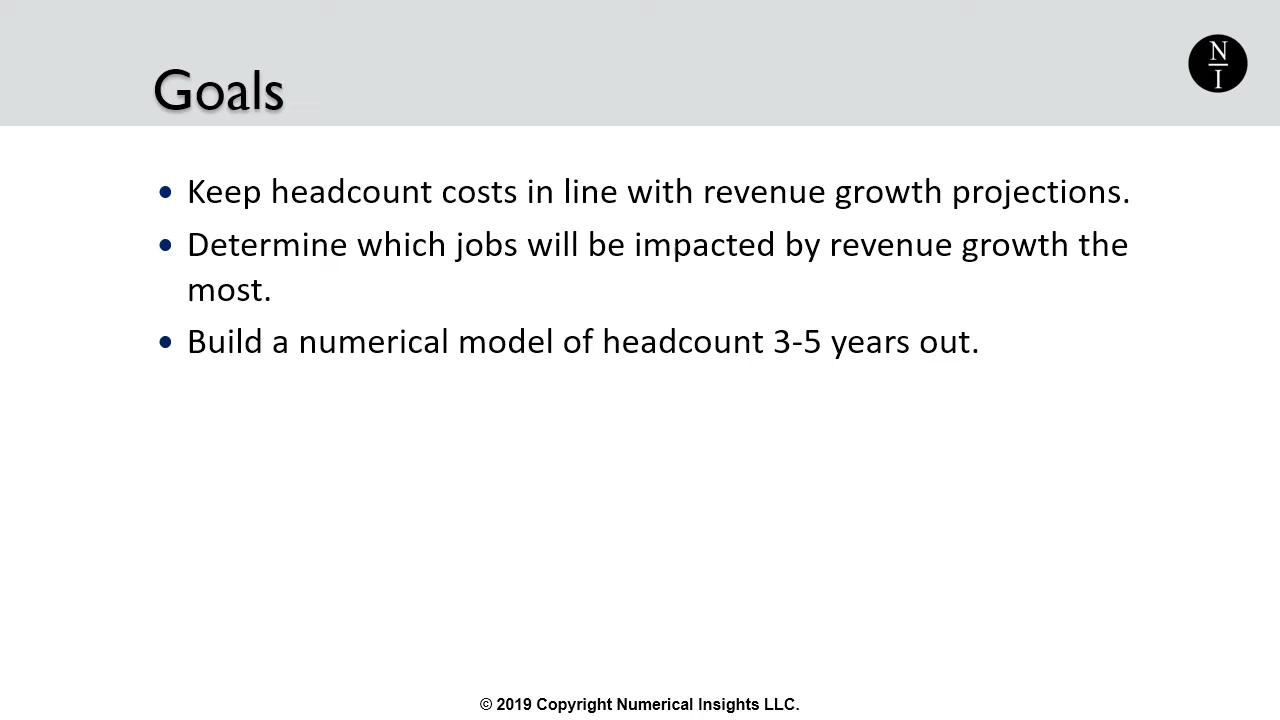 N
I
Goals
• Keep headcount costs in line with revenue growth projections.
• Determine which jobs will be impacted by revenue growth the
most.
• Build a numerical model of headcount 3-5 years out.
© 2019 Copyright Numerical Insights LLC.